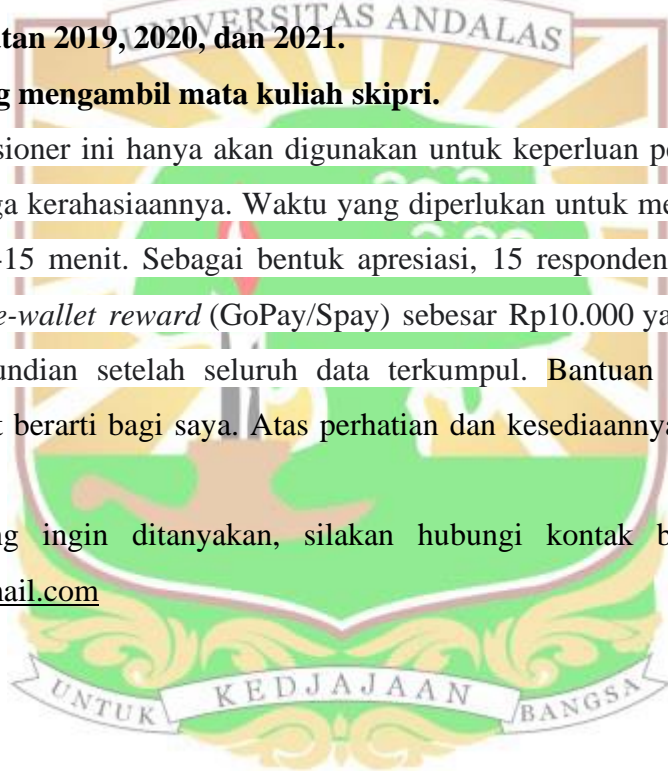 UNIVERSITAS ANDALAS
tan 2019, 2020, dan 2021.
g mengambil mata kuliah skipri.
sioner ini hanya akan digunakan untuk keperluan pe
ga kerahasiaannya. Waktu yang diperlukan untuk me
-15 menit. Sebagai bentuk apresiasi, 15 responden
e-wallet reward (GoPay/Spay) sebesar Rp10.000 ya
undian setelah seluruh data terkumpul. Bantuan
t berarti bagi saya. Atas perhatian dan kesediaannya
ng ingin ditanyakan, silakan hubungi kontak b
ail.com
UNTUK KEDJAJAAN BANGSA